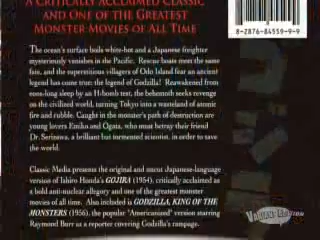 A CRITICALLY ACCLAIMED CLASSIC
AND ONE OF THE GREATEST
MONSTER MOVIES OF ALL TIME
The ocean's surface boils white-hot and a Japanese freighter
mysteriously vanishes in the Pacific. Rescue boats meet the same
fate, and the superstitious villagers of Odo Island fear an ancient
legend has come true; the legend of Godzilla! Reawakened from
eons-long sleep by an H-bomb test, the behemoth seeks revenge
on the civilized world, turning Tokyo into a wasteland of atomic
fire and rubble. Caught in the monster's path of destruction are
young lovers Emiko and Ogata, who must betray their friend
Dr. Serizawa, a brilliant but tormented scientist, in order to save
the world.
Classic Media presents the original and uncut Japanese-language
version of Ishiro Honda's GOJIRA (1954), critically acclaimed as
a bold anti-nuclear allegory and one of the greatest monster
movies of all time. Also included is GODZILLA, KING OF THE
MONSTERS (1956), the popular "Americanized" version starring
Raymond Burr as a reporter covering Godzilla's rampage.
8-2876-84559-9-9